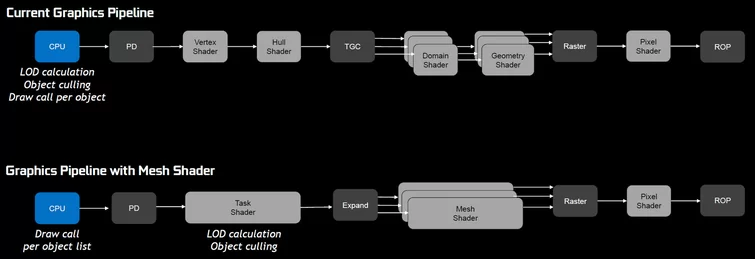 Current Graphics Pipeline
CPU
PD
Vertex
Shader
Hull
Shader
TGC
Domain
Shader
Geometry
Shader
Raster
Pixel
Shader
ROP
LOD calculation
Object culling
Draw call per object
Graphics Pipeline with Mesh Shader
CPU
PD
Task
Shader
Expand
Mesh
Shader
Raster
Pixel
Shader
ROP
Draw call
per object list
LOD calculation
Object culling